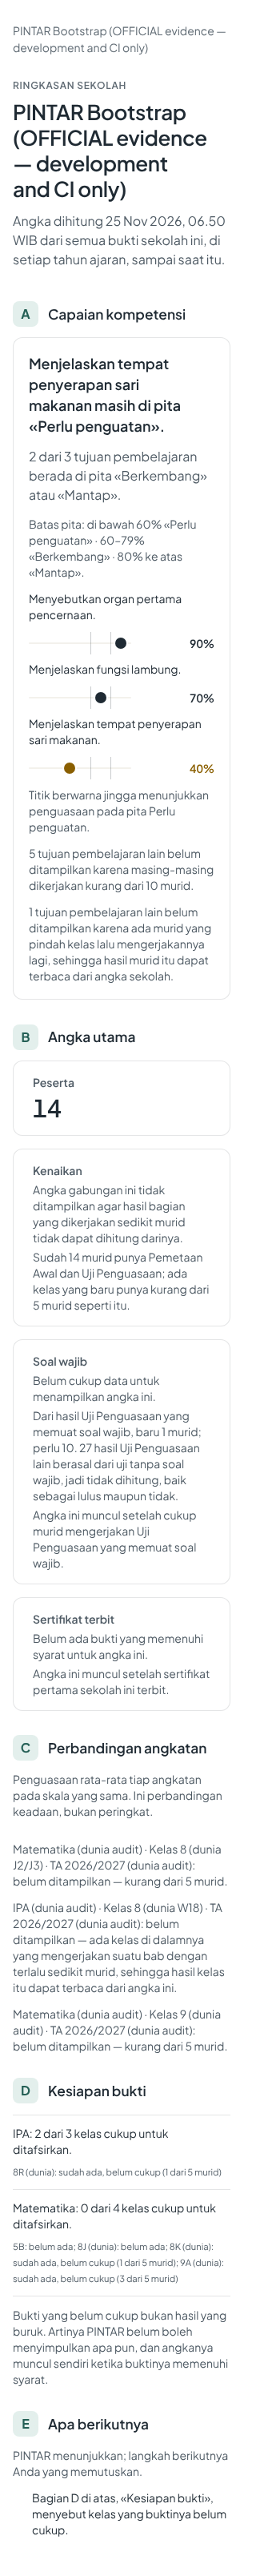 PINTAR Bootstrap (OFFICIAL evidence —
development and CI only)
RINGKASAN SEKOLAH
PINTAR Bootstrap
(OFFICIAL evidence
— development
and CI only)
Angka dihitung 25 Nov 2026, 06.50
WIB dari semua bukti sekolah ini, di
setiap tahun ajaran, sampai saat itu.
A Capaian kompetensi
Menjelaskan tempat
penyerapan sari
makanan masih di pita
«Perlu penguatan».
2 dari 3 tujuan pembelajaran
berada di pita «Berkembang»
atau «Mantap».
Batas pita: di bawah 60% «Perlu
penguatan» · 60–79%
«Berkembang» · 80% ke atas
«Mantap».
Menyebutkan organ pertama
pencernaan.
90%
Menjelaskan fungsi lambung.
70%
Menjelaskan tempat penyerapan
sari makanan.
40%
Titik berwarna jingga menunjukkan
penguasaan pada pita Perlu
penguatan.
5 tujuan pembelajaran lain belum
ditampilkan karena masing-masing
dikerjakan kurang dari 10 murid.
1 tujuan pembelajaran lain belum
ditampilkan karena ada murid yang
pindah kelas lalu mengerjakannya
lagi, sehingga hasil murid itu dapat
terbaca dari angka sekolah.
B Angka utama
Peserta
14
Kenaikan
Angka gabungan ini tidak
ditampilkan agar hasil bagian
yang dikerjakan sedikit murid
tidak dapat dihitung darinya.
Sudah 14 murid punya Pemetaan
Awal dan Uji Penguasaan; ada
kelas yang baru punya kurang dari
5 murid seperti itu.
Soal wajib
Belum cukup data untuk
menampilkan angka ini.
Dari hasil Uji Penguasaan yang
memuat soal wajib, baru 1 murid;
perlu 10. 27 hasil Uji Penguasaan
lain berasal dari uji tanpa soal
wajib, jadi tidak dihitung, baik
sebagai lulus maupun tidak.
Angka ini muncul setelah cukup
murid mengerjakan Uji
Penguasaan yang memuat soal
wajib.
Sertifikat terbit
Belum ada bukti yang memenuhi
syarat untuk angka ini.
Angka ini muncul setelah sertifikat
pertama sekolah ini terbit.
C Perbandingan angkatan
Penguasaan rata-rata tiap angkatan
pada skala yang sama. Ini perbandingan
keadaan, bukan peringkat.
Matematika (dunia audit) · Kelas 8 (dunia
J2/J3) · TA 2026/2027 (dunia audit):
belum ditampilkan — kurang dari 5 murid.
IPA (dunia audit) · Kelas 8 (dunia W18) · TA
2026/2027 (dunia audit): belum
ditampilkan — ada kelas di dalamnya
yang mengerjakan suatu bab dengan
terlalu sedikit murid, sehingga hasil kelas
itu dapat terbaca dari angka ini.
Matematika (dunia audit) · Kelas 9 (dunia
audit) · TA 2026/2027 (dunia audit):
belum ditampilkan — kurang dari 5 murid.
D Kesiapan bukti
IPA: 2 dari 3 kelas cukup untuk
ditafsirkan.
8R (dunia): sudah ada, belum cukup (1 dari 5 murid)
Matematika: 0 dari 4 kelas cukup untuk
ditafsirkan.
5B: belum ada; 8J (dunia): belum ada; 8K (dunia):
sudah ada, belum cukup (1 dari 5 murid); 9A (dunia):
sudah ada, belum cukup (3 dari 5 murid)
Bukti yang belum cukup bukan hasil yang
buruk. Artinya PINTAR belum boleh
menyimpulkan apa pun, dan angkanya
muncul sendiri ketika buktinya memenuhi
syarat.
E Apa berikutnya
PINTAR menunjukkan; langkah berikutnya
Anda yang memutuskan.
Bagian D di atas, «Kesiapan bukti»,
menyebut kelas yang buktinya belum
cukup.